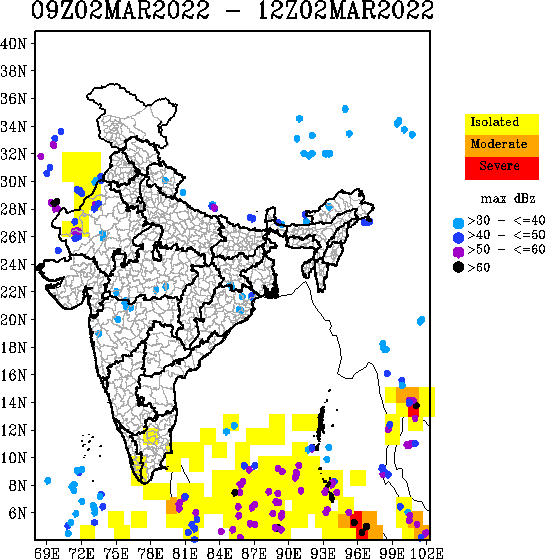 09Z02MAR2022 - 12Z02MAR2022
40N
38N
36N
34N
32N
30N
28N
26N
24N
22N
20N
18N
16N
14N
12N
10N
8N
6N
69E 72E 75E 78E 81E 84E 87E 90E 93E 96E 99E 102E
Isolated
Moderate
Severe
max dBz
>30 - <=40
>40 - <=50
>50 - <=60
>60